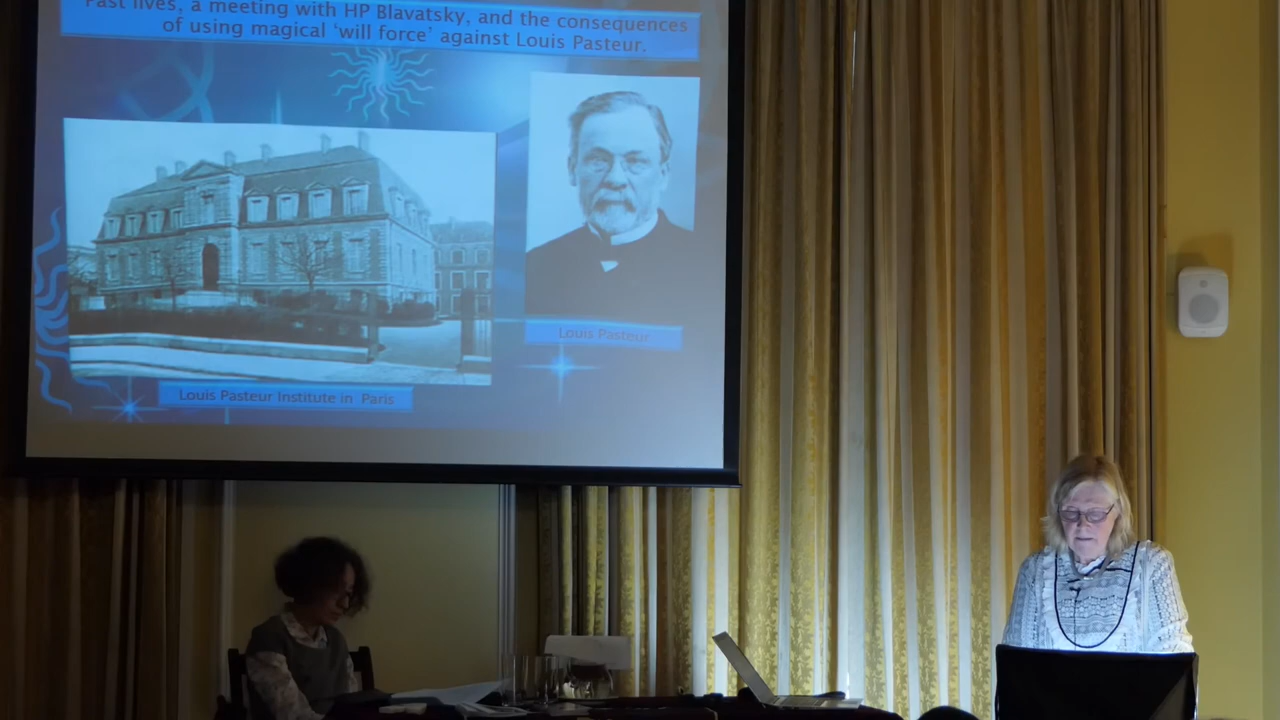 Past lives, a meeting with HP Blavatsky, and the consequences
of using magical 'will force' against Louis Pasteur.
Louis Pasteur
Louis Pasteur Institute in Paris